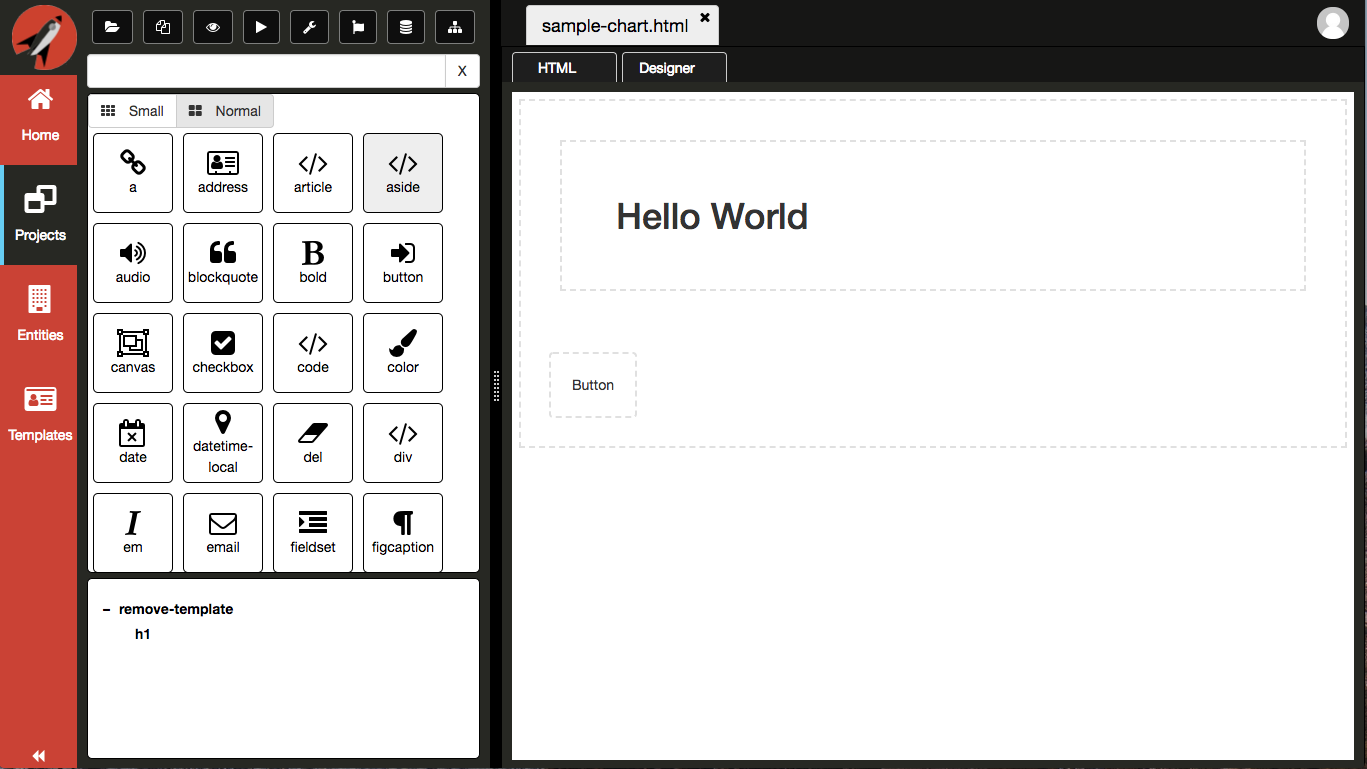 Home
Projects
Entities
Templates
X
Small Normal
a address article aside
audio blockquote bold button
canvas checkbox code color
date datetime-local del div
em email fieldset figcaption
− remove-template
h1
sample-chart.html ×
HTML Designer
Hello World
Button